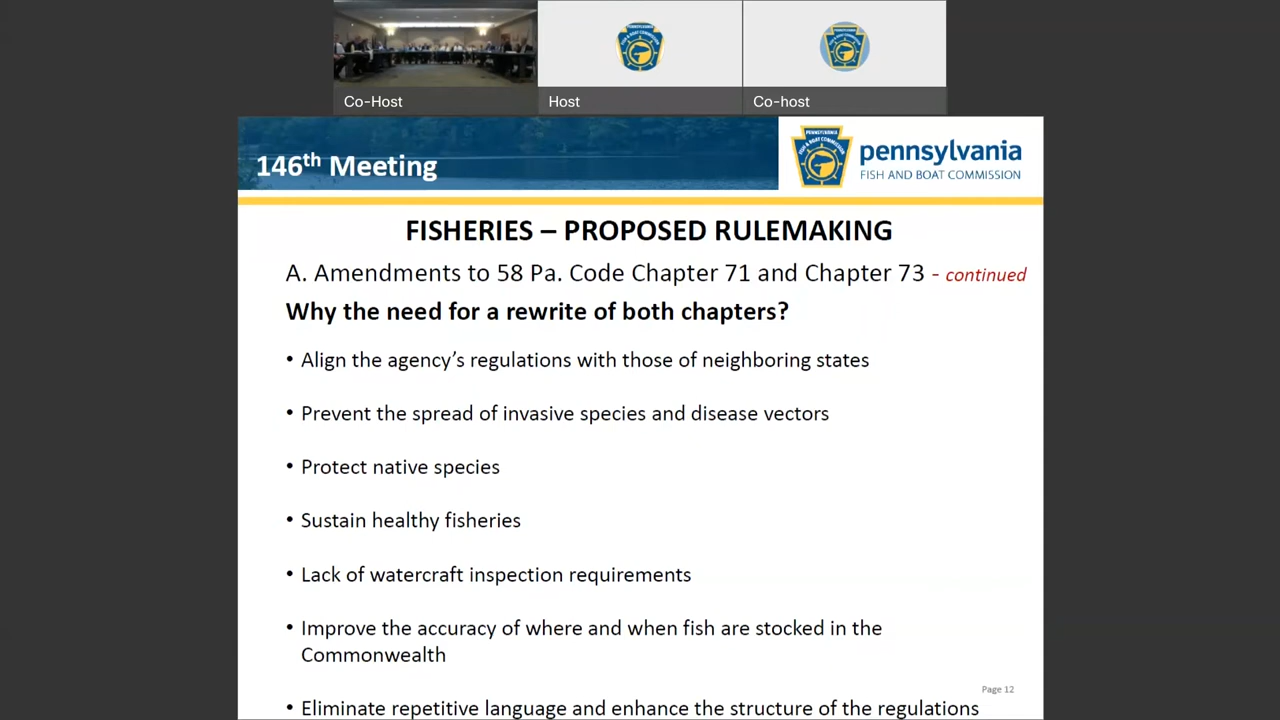 Co-Host
Host
Co-host
146th Meeting
PENNSYLVANIA
FISH & BOAT COMMISSION
pennsylvania
FISH AND BOAT COMMISSION
FISHERIES – PROPOSED RULEMAKING
A. Amendments to 58 Pa. Code Chapter 71 and Chapter 73 - continued
Why the need for a rewrite of both chapters?
• Align the agency’s regulations with those of neighboring states
• Prevent the spread of invasive species and disease vectors
• Protect native species
• Sustain healthy fisheries
• Lack of watercraft inspection requirements
• Improve the accuracy of where and when fish are stocked in the
Commonwealth
Page 12
• Eliminate repetitive language and enhance the structure of the regulations